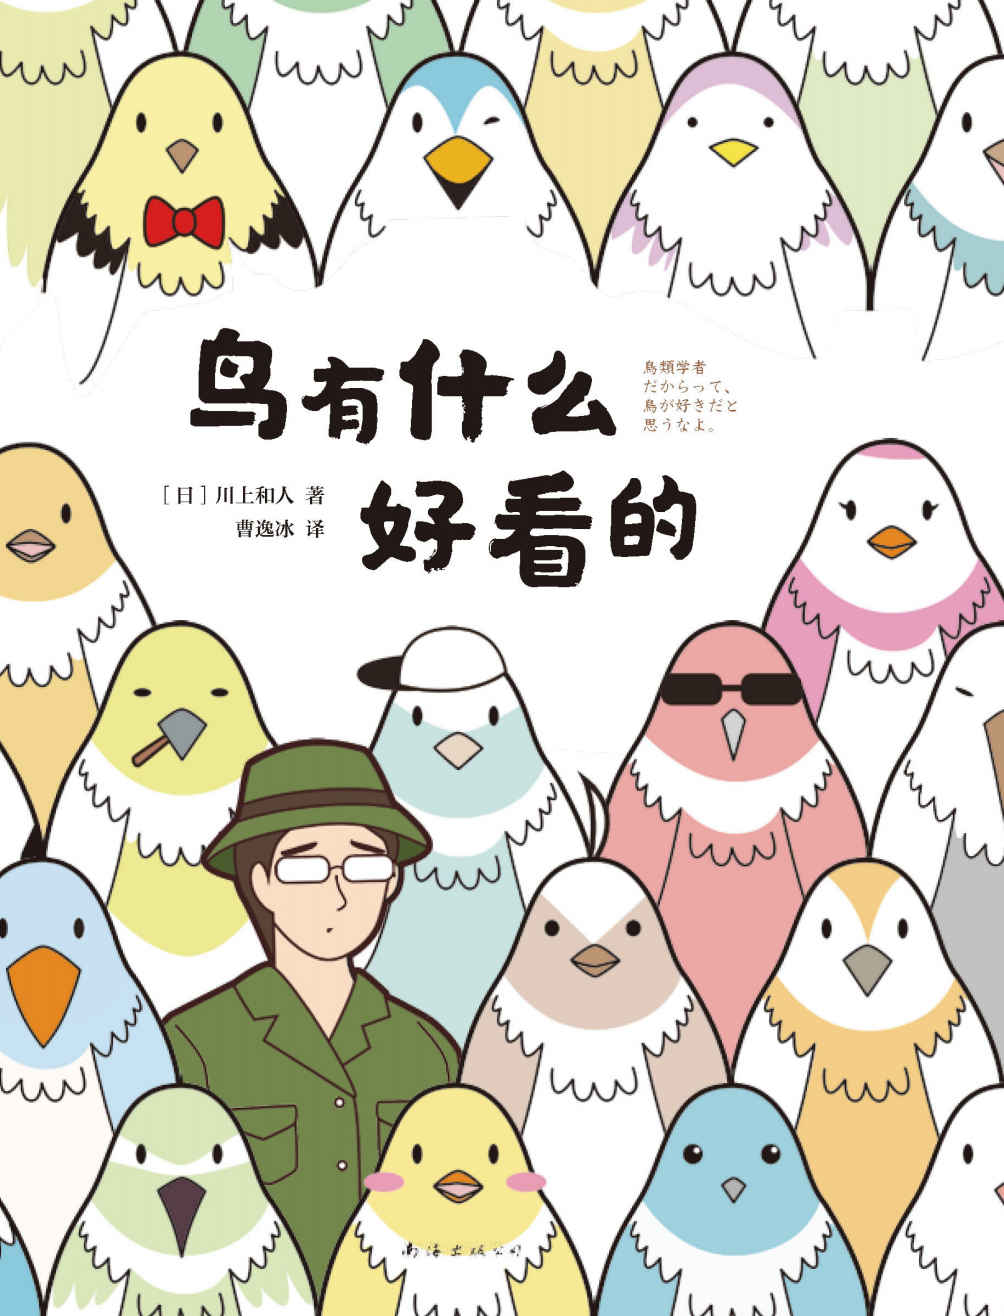 鸟有什么
好看的
鳥類学者
だからって、
鳥が好きだと
思うなよ。
［日］川上和人 著
曹逸冰 译
南海出版公司